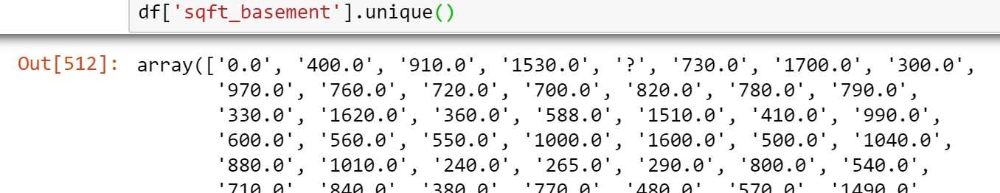 df['sqft_basement'].unique()
Out[512]: array(['0.0', '400.0', '910.0', '1530.0', '?', '730.0', '1700.0', '300.0',
'970.0', '760.0', '720.0', '700.0', '820.0', '780.0', '790.0',
'330.0', '1620.0', '360.0', '588.0', '1510.0', '410.0', '990.0',
'600.0', '560.0', '550.0', '1000.0', '1600.0', '500.0', '1040.0',
'880.0', '1010.0', '240.0', '265.0', '290.0', '800.0', '540.0',
'710.0', '840.0', '380.0', '770.0', '480.0', '570.0', '1490.0'